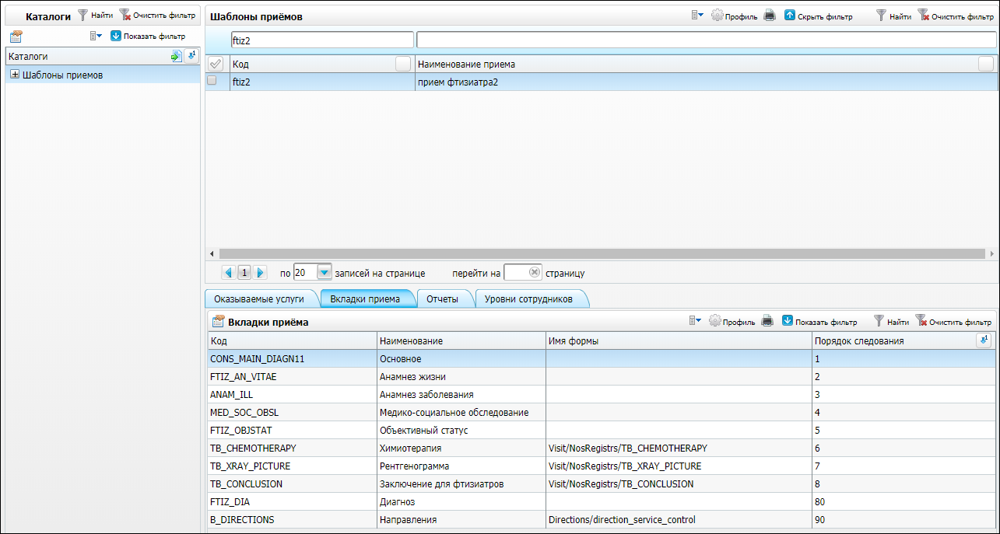 Каталоги Найти Очистить фильтр
Показать фильтр
Каталоги
Шаблоны приемов
Шаблоны приёмов Профиль Скрыть фильтр Найти Очистить фильтр
ftiz2
Код Наименование приема
ftiz2 прием фтизиатра2
1 по 20 записей на странице перейти на страницу
Оказываемые услуги Вкладки приема Отчеты Уровни сотрудников
Вкладки приёма Профиль Показать фильтр Найти Очистить фильтр
Код Наименование Имя формы Порядок следования
CONS_MAIN_DIAGN11 Основное 1
FTIZ_AN_VITAE Анамнез жизни 2
ANAM_ILL Анамнез заболевания 3
MED_SOC_OBSL Медико-социальное обследование 4
FTIZ_OBJSTAT Объективный статус 5
TB_CHEMOTHERAPY Химиотерапия Visit/NosRegistrs/TB_CHEMOTHERAPY 6
TB_XRAY_PICTURE Рентгенограмма Visit/NosRegistrs/TB_XRAY_PICTURE 7
TB_CONCLUSION Заключение для фтизиатров Visit/NosRegistrs/TB_CONCLUSION 8
FTIZ_DIA Диагноз 80
B_DIRECTIONS Направления Directions/direction_service_control 90